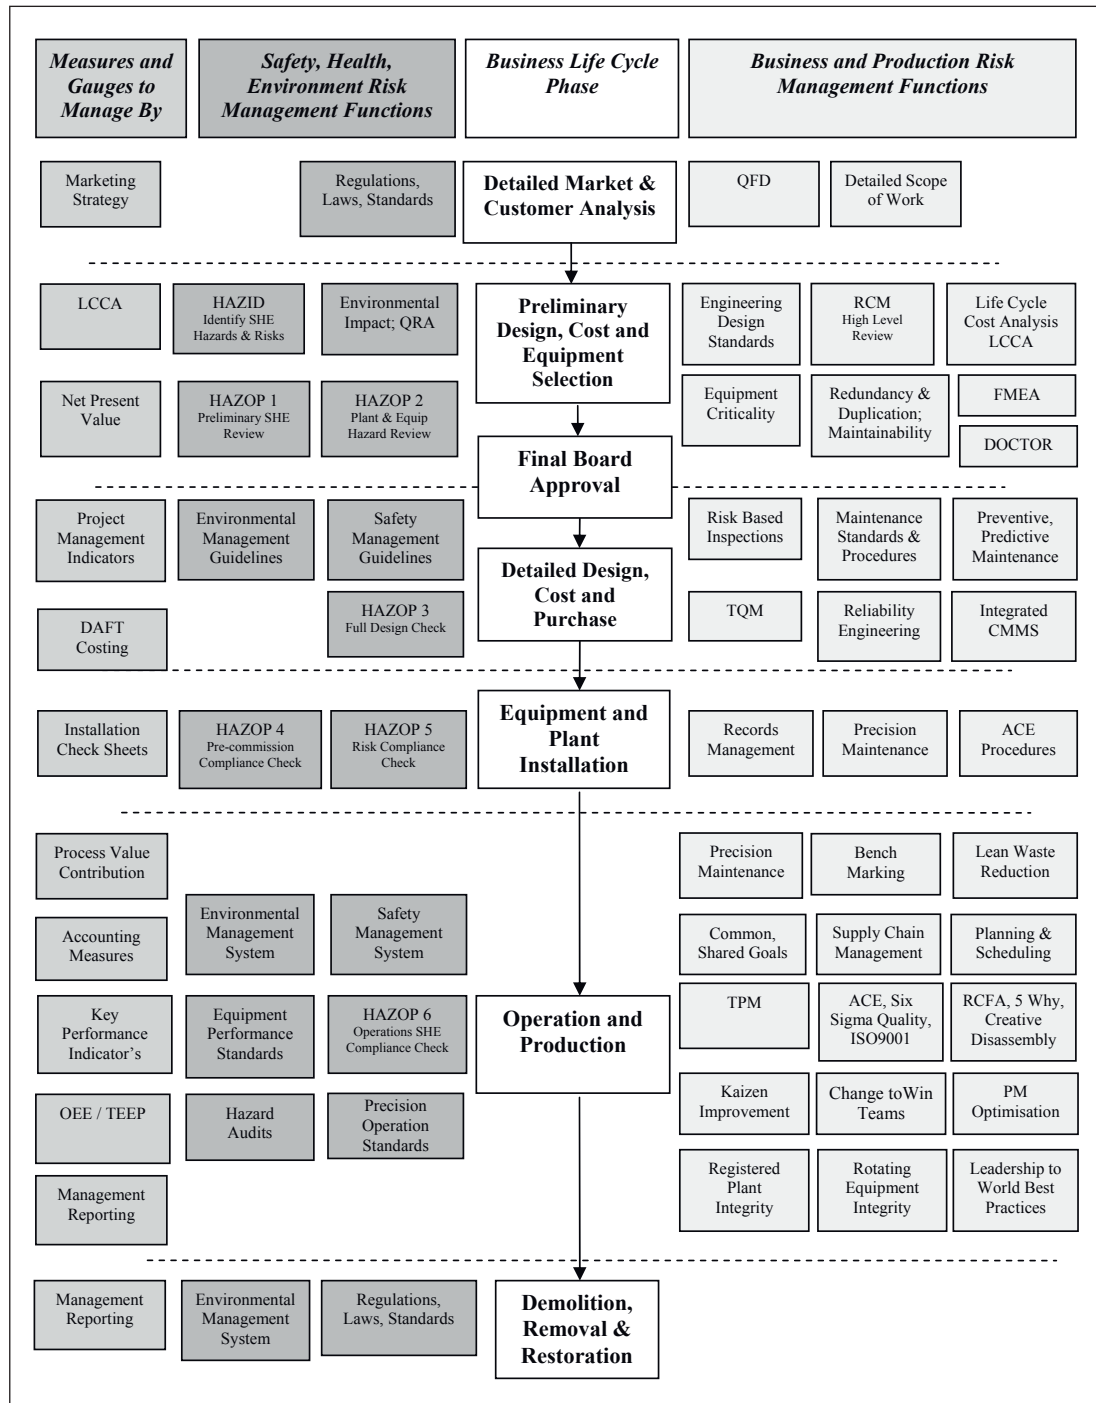 Measures and
Gauges to
Manage By
Safety, Health,
Environment Risk
Management Functions
Business Life Cycle
Phase
Business and Production Risk
Management Functions
Marketing
Strategy
Regulations,
Laws, Standards
Detailed Market &
Customer Analysis
QFD
Detailed Scope
of Work
LCCA
HAZID
Identify SHE
Hazards & Risks
Environmental
Impact; QRA
Preliminary
Design, Cost and
Equipment
Selection
Engineering
Design
Standards
RCM
High Level
Review
Life Cycle
Cost Analysis
LCCA
Net Present
Value
HAZOP 1
Preliminary SHE
Review
HAZOP 2
Plant & Equip
Hazard Review
Equipment
Criticality
Redundancy &
Duplication;
Maintainability
FMEA
DOCTOR
Final Board
Approval
Project
Management
Indicators
Environmental
Management
Guidelines
Safety
Management
Guidelines
Risk Based
Inspections
Maintenance
Standards &
Procedures
Preventive,
Predictive
Maintenance
Detailed Design,
Cost and
Purchase
DAFT
Costing
HAZOP 3
Full Design Check
TQM
Reliability
Engineering
Integrated
CMMS
Installation
Check Sheets
HAZOP 4
Pre-commission
Compliance Check
HAZOP 5
Risk Compliance
Check
Equipment and
Plant
Installation
Records
Management
Precision
Maintenance
ACE
Procedures
Process Value
Contribution
Precision
Maintenance
Bench
Marking
Lean Waste
Reduction
Accounting
Measures
Environmental
Management
System
Safety
Management
System
Common,
Shared Goals
Supply Chain
Management
Planning &
Scheduling
Key
Performance
Indicator's
Equipment
Performance
Standards
HAZOP 6
Operations SHE
Compliance Check
Operation and
Production
TPM
ACE, Six
Sigma Quality,
ISO9001
RCFA, 5 Why,
Creative
Disassembly
OEE / TEEP
Hazard
Audits
Precision
Operation
Standards
Kaizen
Improvement
Change toWin
Teams
PM
Optimisation
Management
Reporting
Registered
Plant
Integrity
Rotating
Equipment
Integrity
Leadership to
World Best
Practices
Management
Reporting
Environmental
Management
System
Regulations,
Laws, Standards
Demolition,
Removal &
Restoration